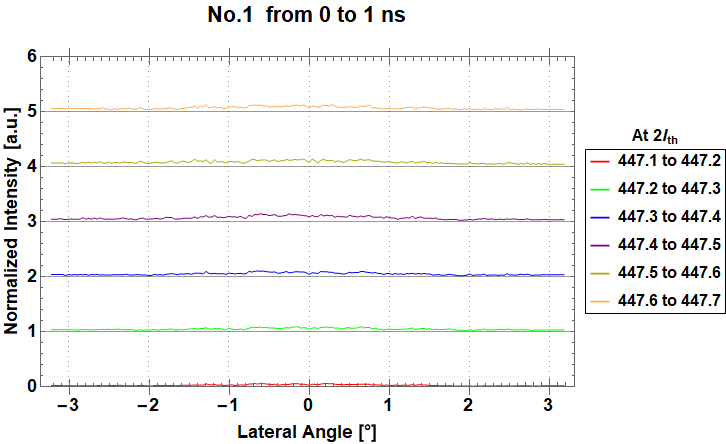 No.1 from 0 to 1 ns
Normalized Intensity [a.u.]
6
5
4
3
2
1
0
−3 −2 −1 0 1 2 3
Lateral Angle [°]
At 2Ith
447.1 to 447.2
447.2 to 447.3
447.3 to 447.4
447.4 to 447.5
447.5 to 447.6
447.6 to 447.7